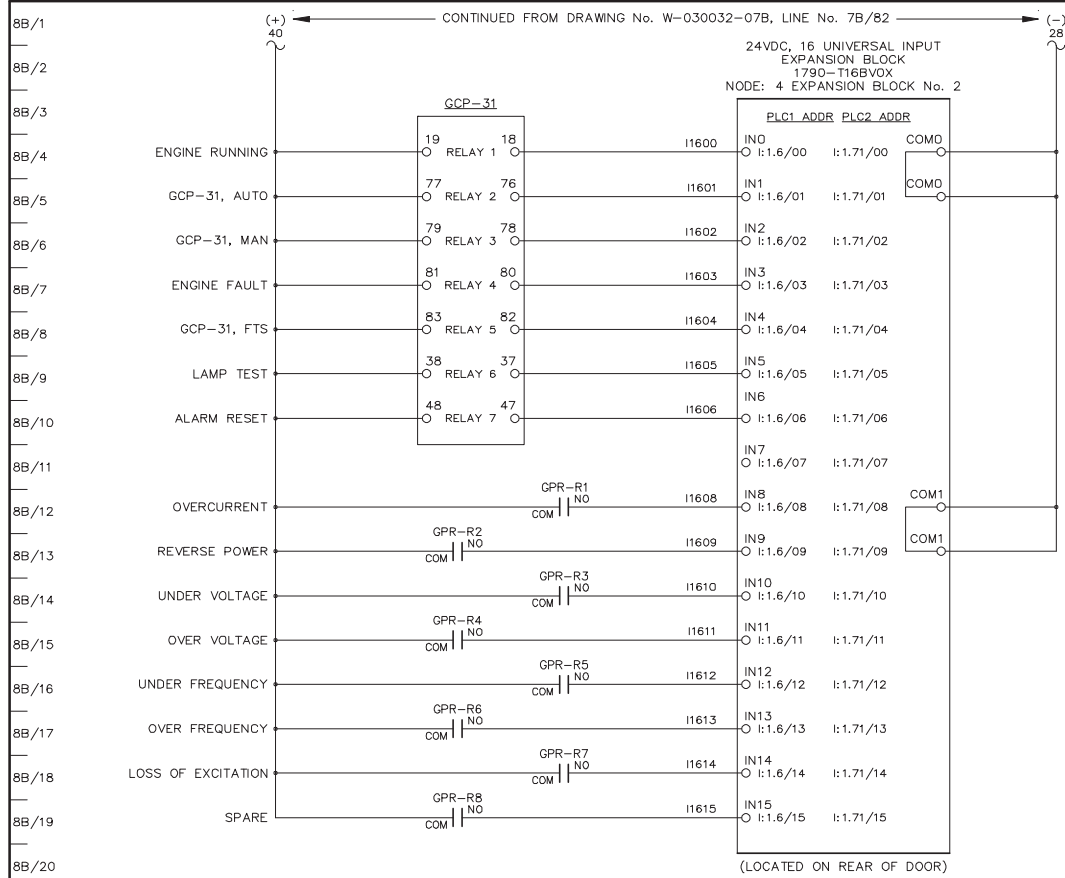 8B/1 (+) CONTINUED FROM DRAWING No. W-030032-07B, LINE No. 7B/82 (-)
40 28
24VDC, 16 UNIVERSAL INPUT
8B/2 EXPANSION BLOCK
1790-T16BV0X
NODE: 4 EXPANSION BLOCK No. 2
8B/3 GCP-31
PLC1 ADDR PLC2 ADDR
8B/4 ENGINE RUNNING 19 RELAY 1 18 I1600 IN0 I:1.6/00 I:1.71/00 COM0
8B/5 GCP-31, AUTO 77 RELAY 2 76 I1601 IN1 I:1.6/01 I:1.71/01 COM0
8B/6 GCP-31, MAN 79 RELAY 3 78 I1602 IN2 I:1.6/02 I:1.71/02
8B/7 ENGINE FAULT 81 RELAY 4 80 I1603 IN3 I:1.6/03 I:1.71/03
8B/8 GCP-31, FTS 83 RELAY 5 82 I1604 IN4 I:1.6/04 I:1.71/04
8B/9 LAMP TEST 38 RELAY 6 37 I1605 IN5 I:1.6/05 I:1.71/05
8B/10 ALARM RESET 48 RELAY 7 47 I1606 IN6 I:1.6/06 I:1.71/06
8B/11 IN7 I:1.6/07 I:1.71/07
8B/12 OVERCURRENT GPR-R1 COM NO I1608 IN8 I:1.6/08 I:1.71/08 COM1
8B/13 REVERSE POWER GPR-R2 COM NO I1609 IN9 I:1.6/09 I:1.71/09 COM1
8B/14 UNDER VOLTAGE GPR-R3 COM NO I1610 IN10 I:1.6/10 I:1.71/10
8B/15 OVER VOLTAGE GPR-R4 COM NO I1611 IN11 I:1.6/11 I:1.71/11
8B/16 UNDER FREQUENCY GPR-R5 COM NO I1612 IN12 I:1.6/12 I:1.71/12
8B/17 OVER FREQUENCY GPR-R6 COM NO I1613 IN13 I:1.6/13 I:1.71/13
8B/18 LOSS OF EXCITATION GPR-R7 COM NO I1614 IN14 I:1.6/14 I:1.71/14
8B/19 SPARE GPR-R8 COM NO I1615 IN15 I:1.6/15 I:1.71/15
8B/20 (LOCATED ON REAR OF DOOR)